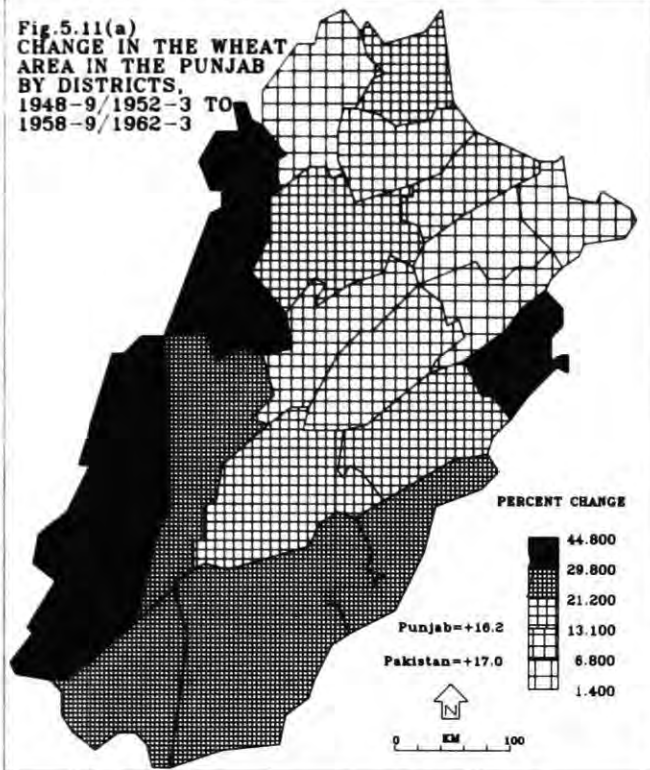 Fig.5.11(a)
CHANGE IN THE WHEAT
AREA IN THE PUNJAB
BY DISTRICTS,
1948-9/1952-3 TO
1958-9/1962-3
PERCENT CHANGE
44.800
29.800
21.200
13.100
6.800
1.400
Punjab=+16.2
Pakistan=+17.0
N
0 KM 100